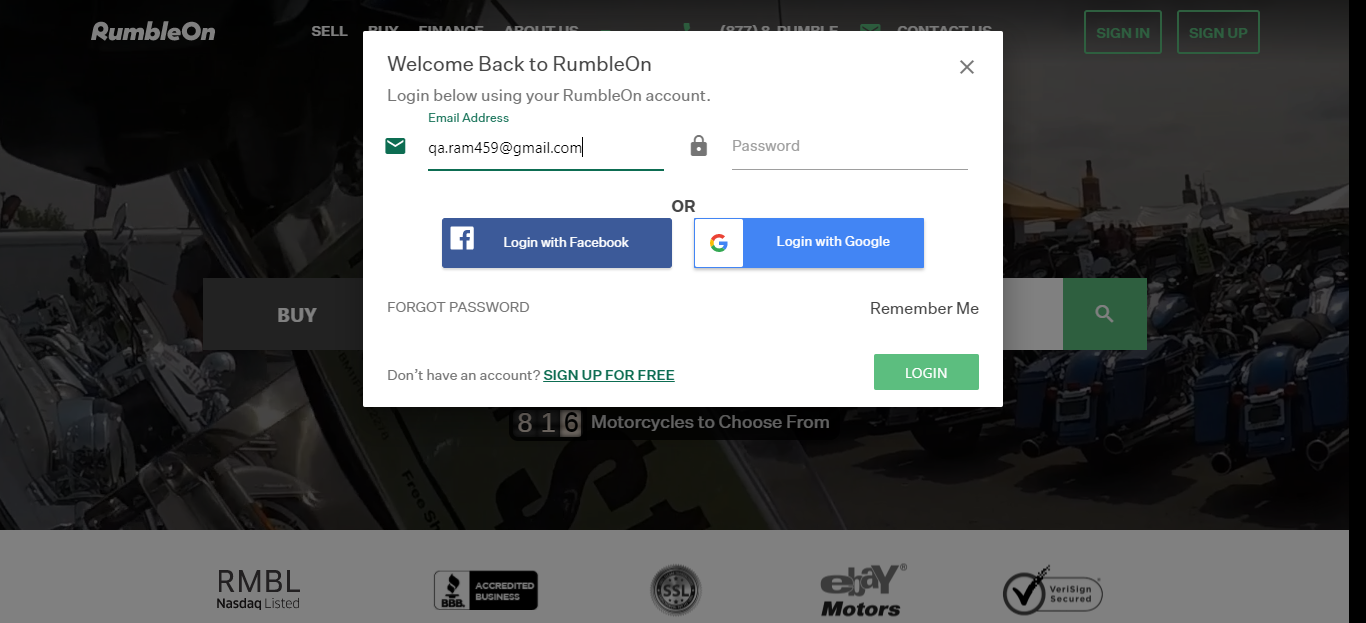 RumbleOn
SELL BUY FINANCE ABOUT US (877) 8-RUMBLE CONTACT US SIGN IN SIGN UP
Welcome Back to RumbleOn
Login below using your RumbleOn account.
Email Address
qa.ram459@gmail.com Password
OR
Login with Facebook G Login with Google
BUY
FORGOT PASSWORD Remember Me
Don't have an account? SIGN UP FOR FREE LOGIN
816 Motorcycles to Choose From
Free Sh
RMBL
Nasdaq Listed
BBB. ACCREDITED BUSINESS
SSL
ebaY®
Motors
VeriSign
Secured